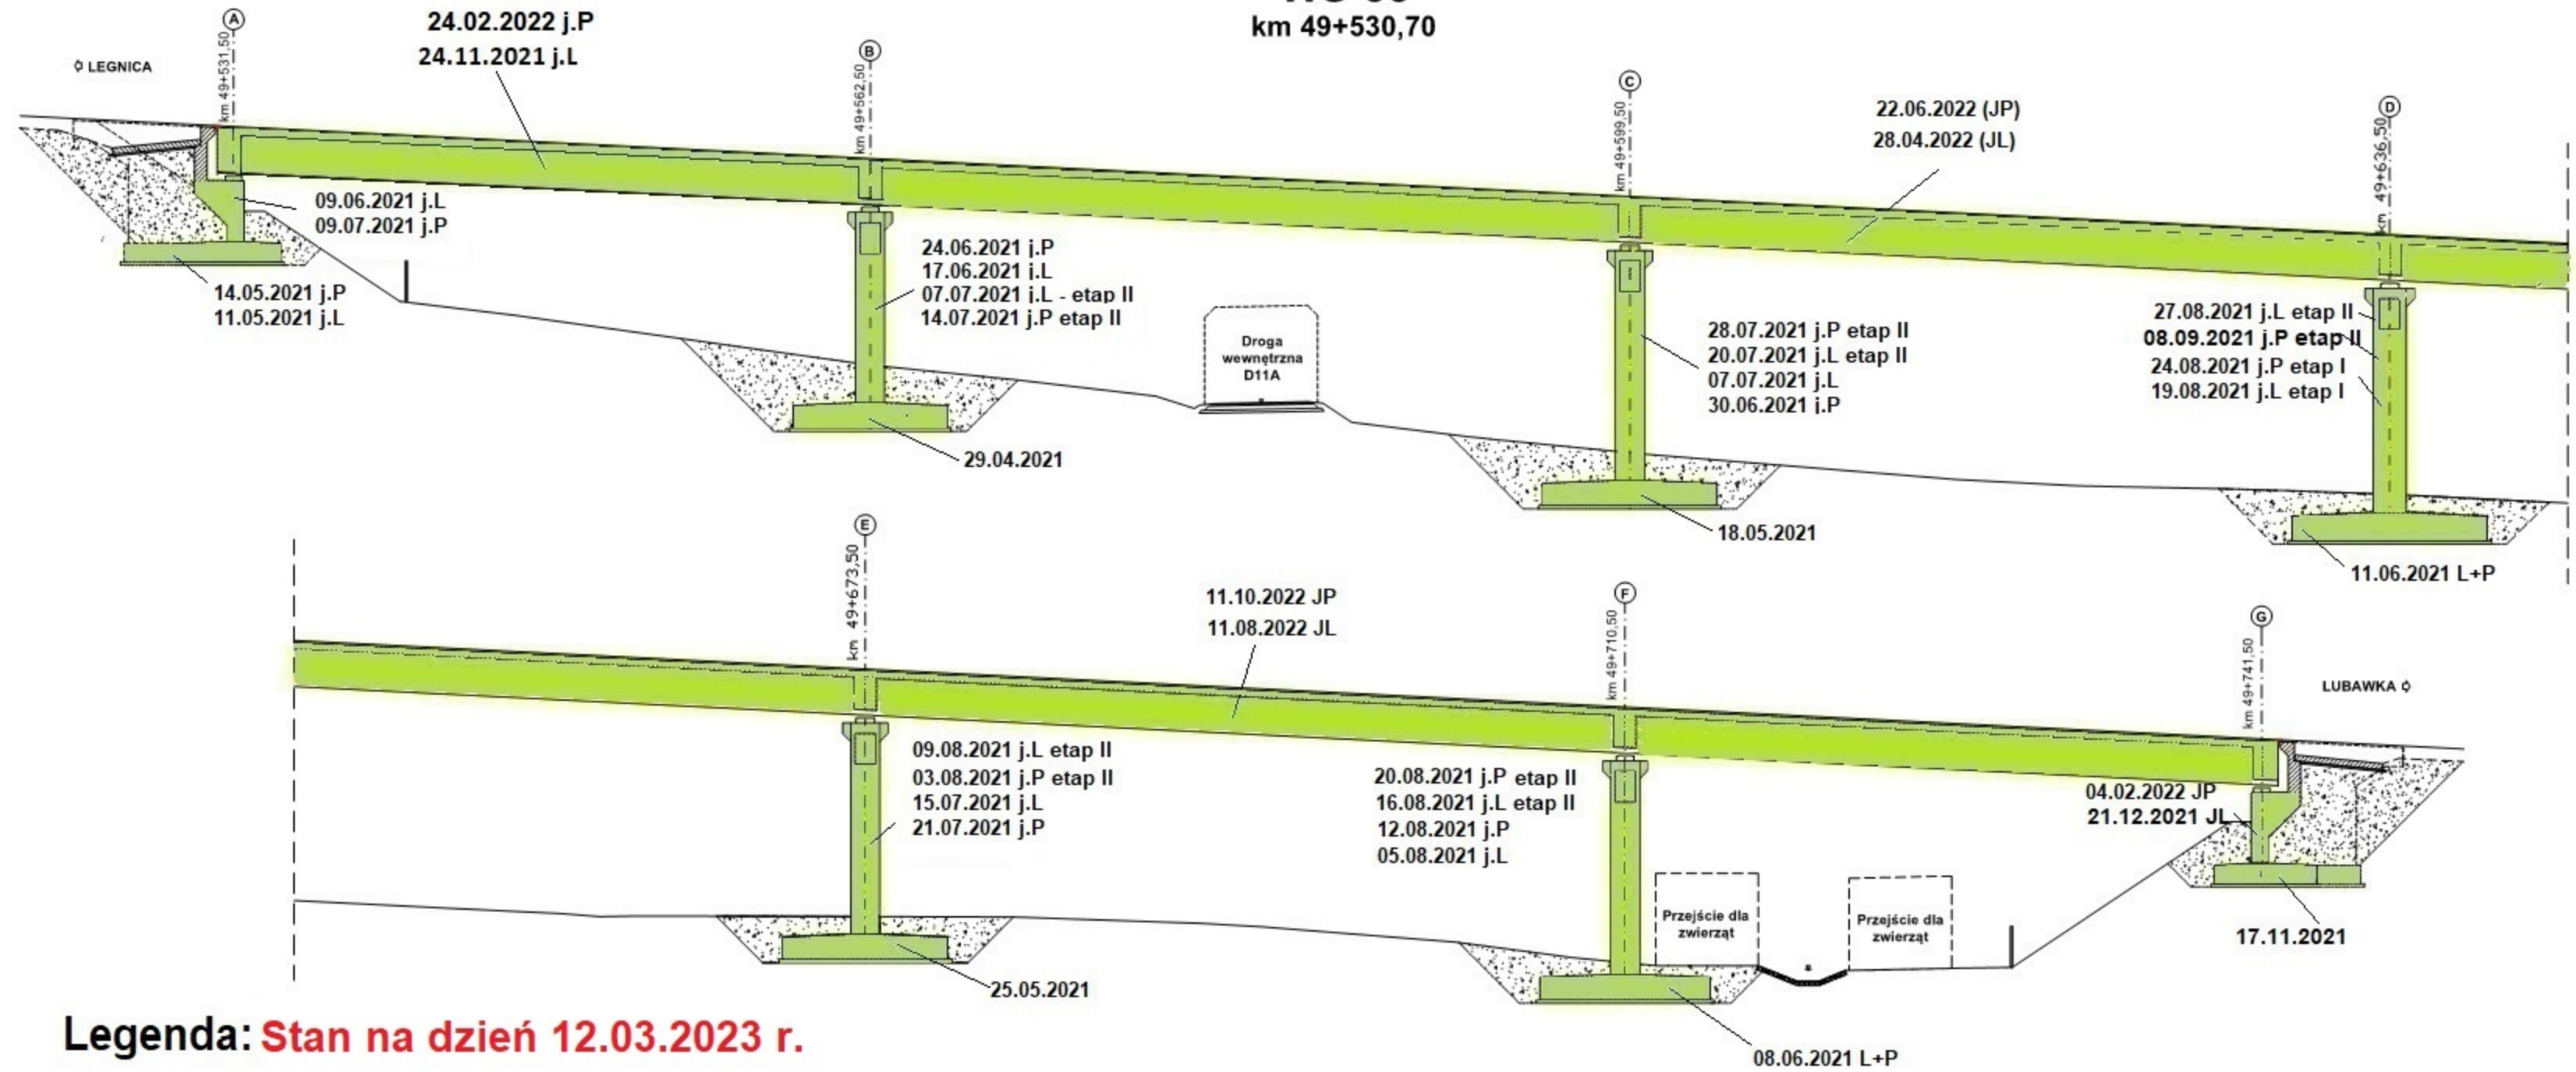 km 49+530,70
LEGNICA
A
km 49+531,50
24.02.2022 j.P
24.11.2021 j.L
B
km 49+562,50
C
km 49+599,50
22.06.2022 (JP)
28.04.2022 (JL)
D
km 49+636,50
09.06.2021 j.L
09.07.2021 j.P
14.05.2021 j.P
11.05.2021 j.L
24.06.2021 j.P
17.06.2021 j.L
07.07.2021 j.L - etap II
14.07.2021 j.P etap II
29.04.2021
Droga
wewnętrzna
D11A
28.07.2021 j.P etap II
20.07.2021 j.L etap II
07.07.2021 j.L
30.06.2021 j.P
18.05.2021
27.08.2021 j.L etap II
08.09.2021 j.P etap II
24.08.2021 j.P etap I
19.08.2021 j.L etap I
11.06.2021 L+P
E
km 49+673,50
11.10.2022 JP
11.08.2022 JL
F
km 49+710,50
G
km 49+741,50
LUBAWKA
09.08.2021 j.L etap II
03.08.2021 j.P etap II
15.07.2021 j.L
21.07.2021 j.P
25.05.2021
20.08.2021 j.P etap II
16.08.2021 j.L etap II
12.08.2021 j.P
05.08.2021 j.L
Przejście dla
zwierząt
Przejście dla
zwierząt
04.02.2022 JP
21.12.2021 JL
17.11.2021
08.06.2021 L+P
Legenda: Stan na dzień 12.03.2023 r.